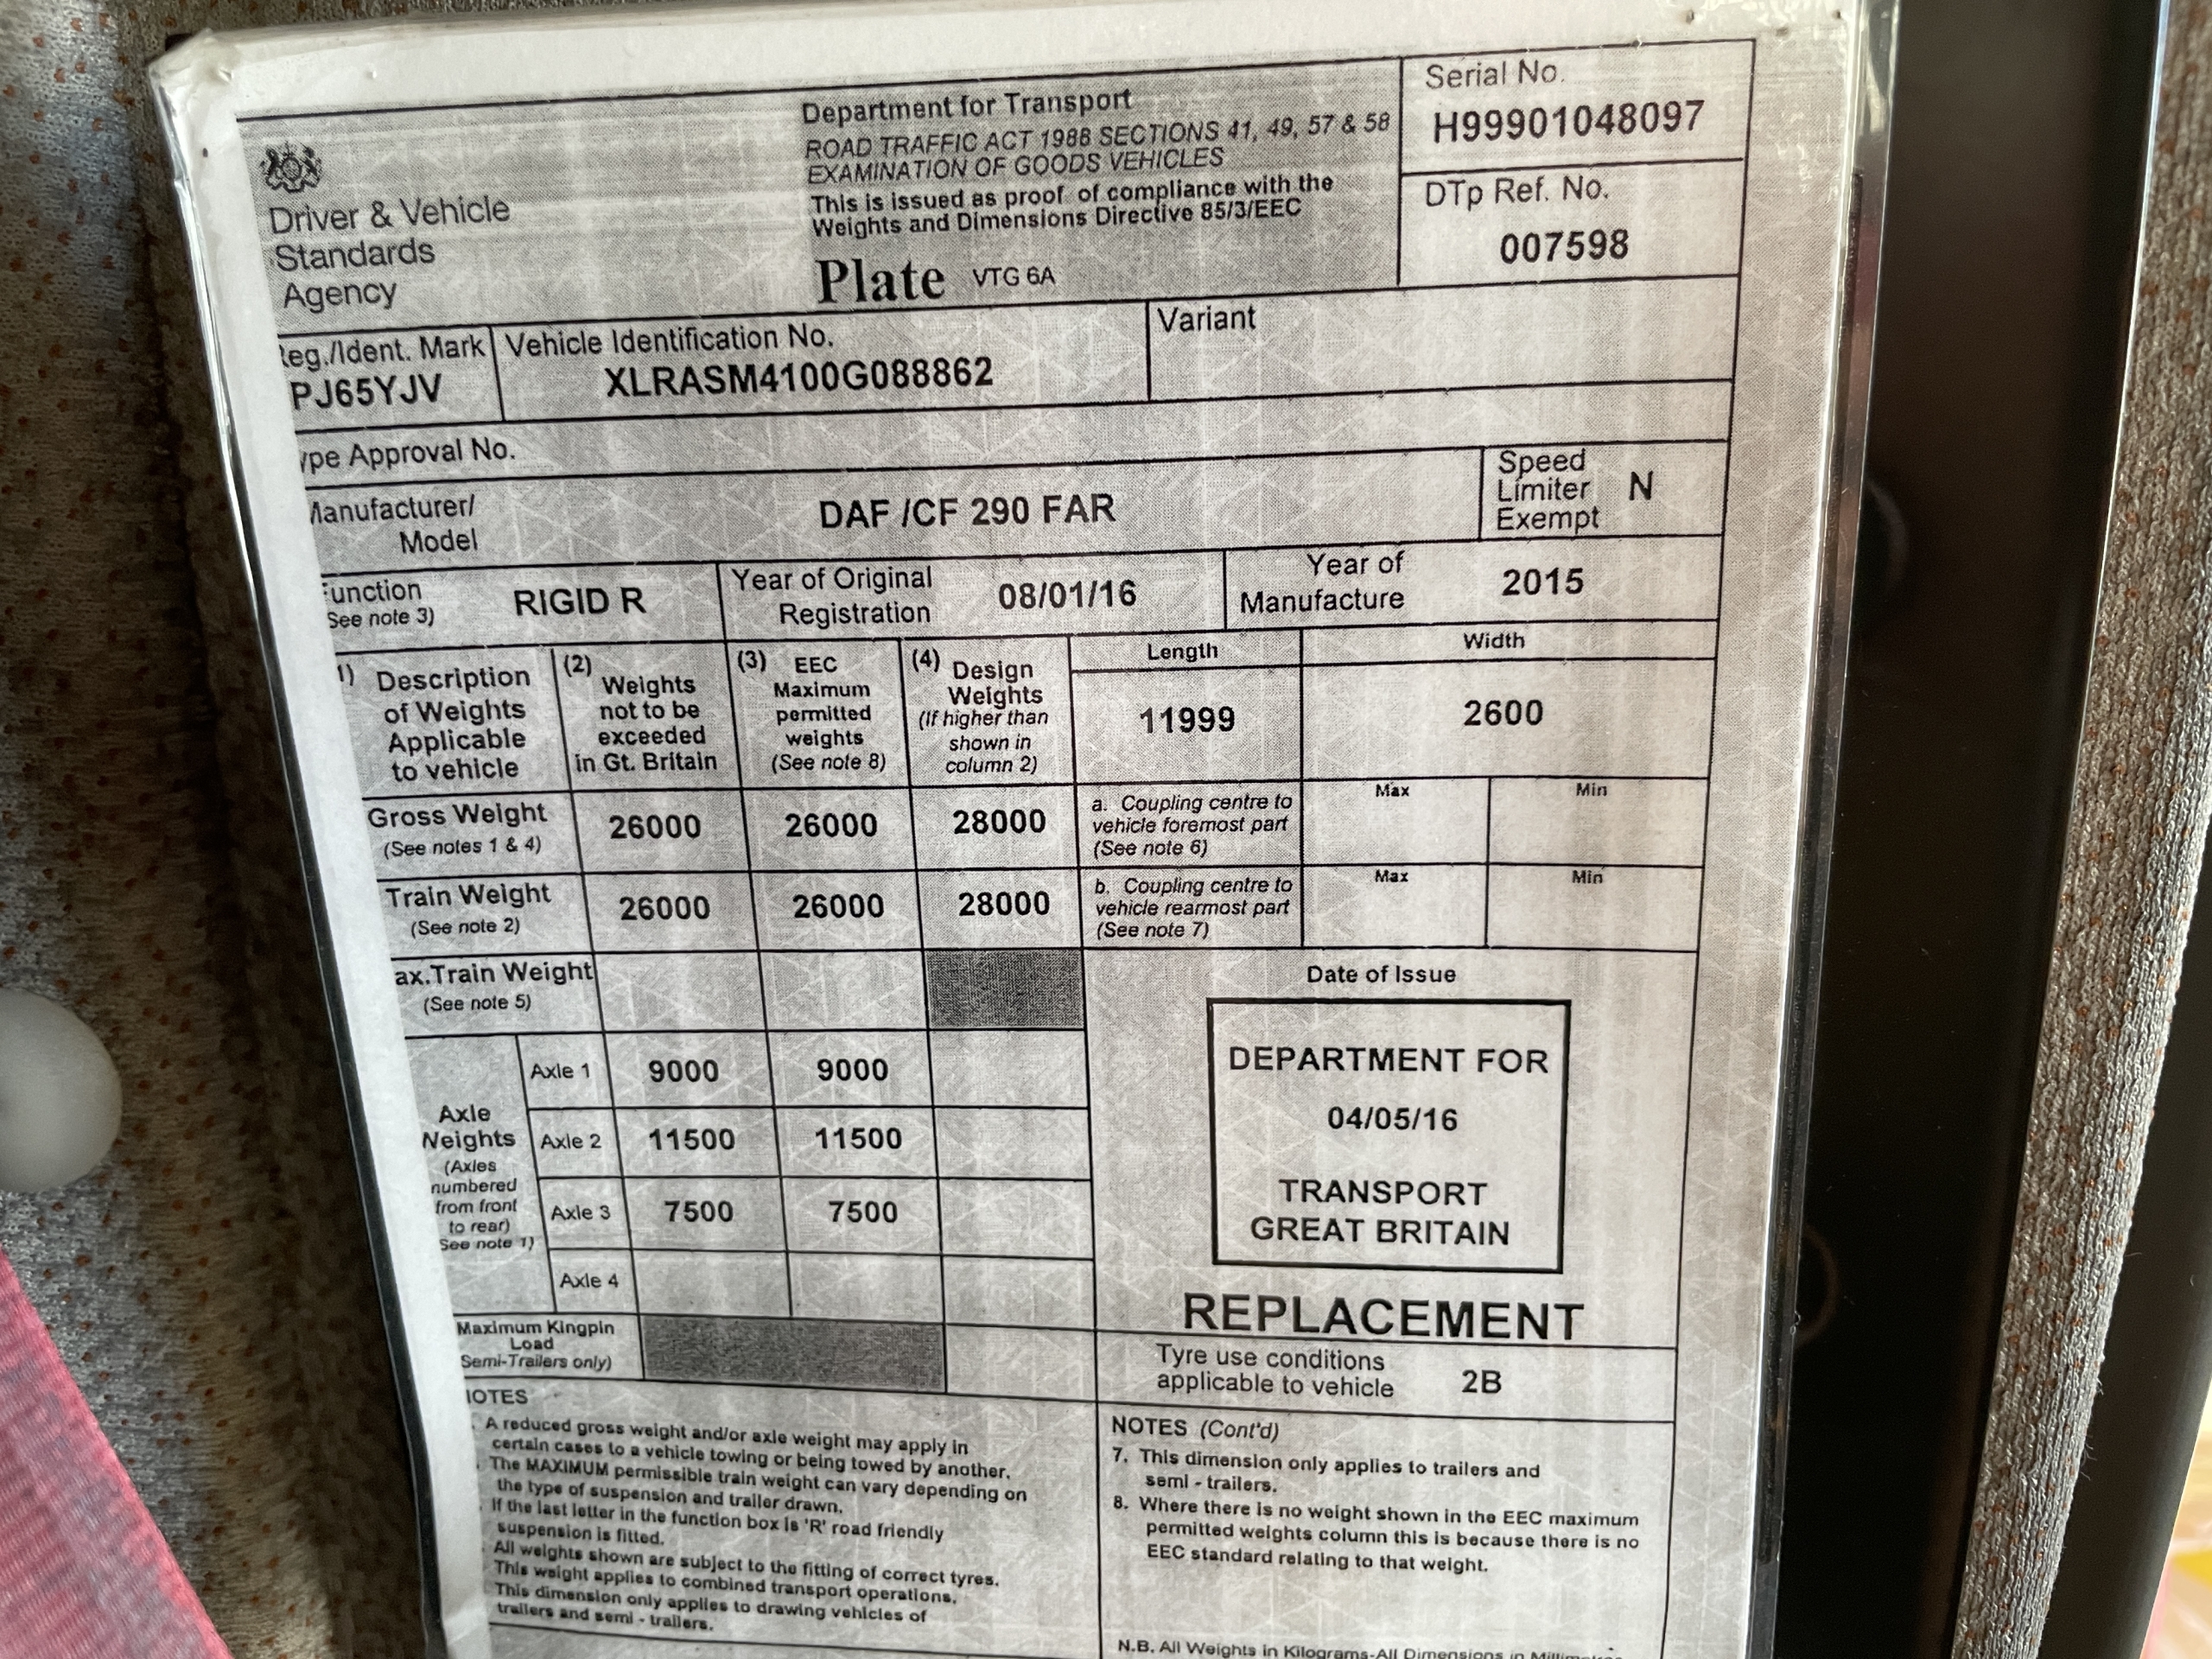 Department for Transport
ROAD TRAFFIC ACT 1988 SECTIONS 41, 49, 57 & 58
EXAMINATION OF GOODS VEHICLES
This is issued as proof of compliance with the
Weights and Dimensions Directive 85/3/EEC
Plate VTG 6A
Driver & Vehicle
Standards
Agency
Serial No.
H99901048097
DTp Ref. No.
007598
eg./Ident. Mark
PJ65YJV
Vehicle Identification No.
XLRASM4100G088862
Variant
ype Approval No.
Manufacturer/
Model
DAF /CF 290 FAR
Speed
Limiter
Exempt
N
unction
See note 3)
RIGID R
Year of Original
Registration
08/01/16
Year of
Manufacture
2015
1) Description
of Weights
Applicable
to vehicle
(2) Weights
not to be
exceeded
in Gt. Britain
(3) EEC
Maximum
permitted
weights
(See note 8)
(4) Design
Weights
(If higher than
shown in
column 2)
Length
11999
Width
2600
Gross Weight
(See notes 1 & 4)
26000
26000
28000
a. Coupling centre to
vehicle foremost part
(See note 6)
Max
Min
Train Weight
(See note 2)
26000
26000
28000
b. Coupling centre to
vehicle rearmost part
(See note 7)
Max
Min
ax.Train Weight
(See note 5)
Axle
Weights
(Axles
numbered
from front
to rear)
See note 1)
Axle 1
9000
9000
Axle 2
11500
11500
Axle 3
7500
7500
Axle 4
Maximum Kingpin
Load
Semi-Trailers only)
Date of Issue
DEPARTMENT FOR
04/05/16
TRANSPORT
GREAT BRITAIN
REPLACEMENT
Tyre use conditions
applicable to vehicle
2B
NOTES
. A reduced gross weight and/or axle weight may apply in
certain cases to a vehicle towing or being towed by another.
. The MAXIMUM permissible train weight can vary depending on
the type of suspension and trailer drawn.
. If the last letter in the function box is 'R' road friendly
suspension is fitted.
. All weights shown are subject to the fitting of correct tyres.
. This weight applies to combined transport operations.
. This dimension only applies to drawing vehicles of
trailers and semi - trailers.
NOTES (Cont'd)
7. This dimension only applies to trailers and
semi - trailers.
8. Where there is no weight shown in the EEC maximum
permitted weights column this is because there is no
EEC standard relating to that weight.
N.B. All Weights in Kilograms-All Dimensions in